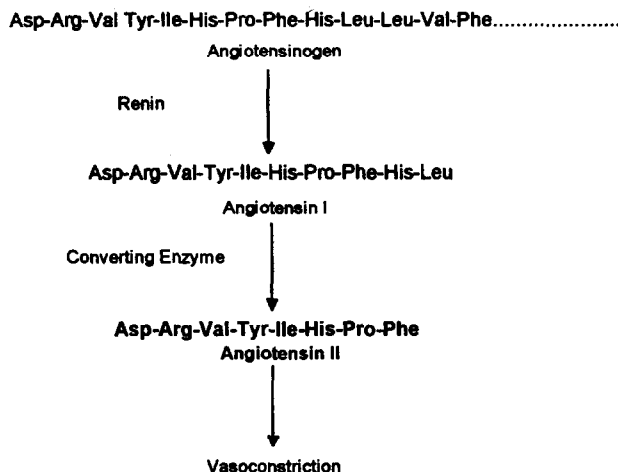 Asp-Arg-Val Tyr-Ile-His-Pro-Phe-His-Leu-Leu-Val-Phe......................
Angiotensinogen
Renin
Asp-Arg-Val-Tyr-Ile-His-Pro-Phe-His-Leu
Angiotensin I
Converting Enzyme
Asp-Arg-Val-Tyr-Ile-His-Pro-Phe
Angiotensin II
Vasoconstriction